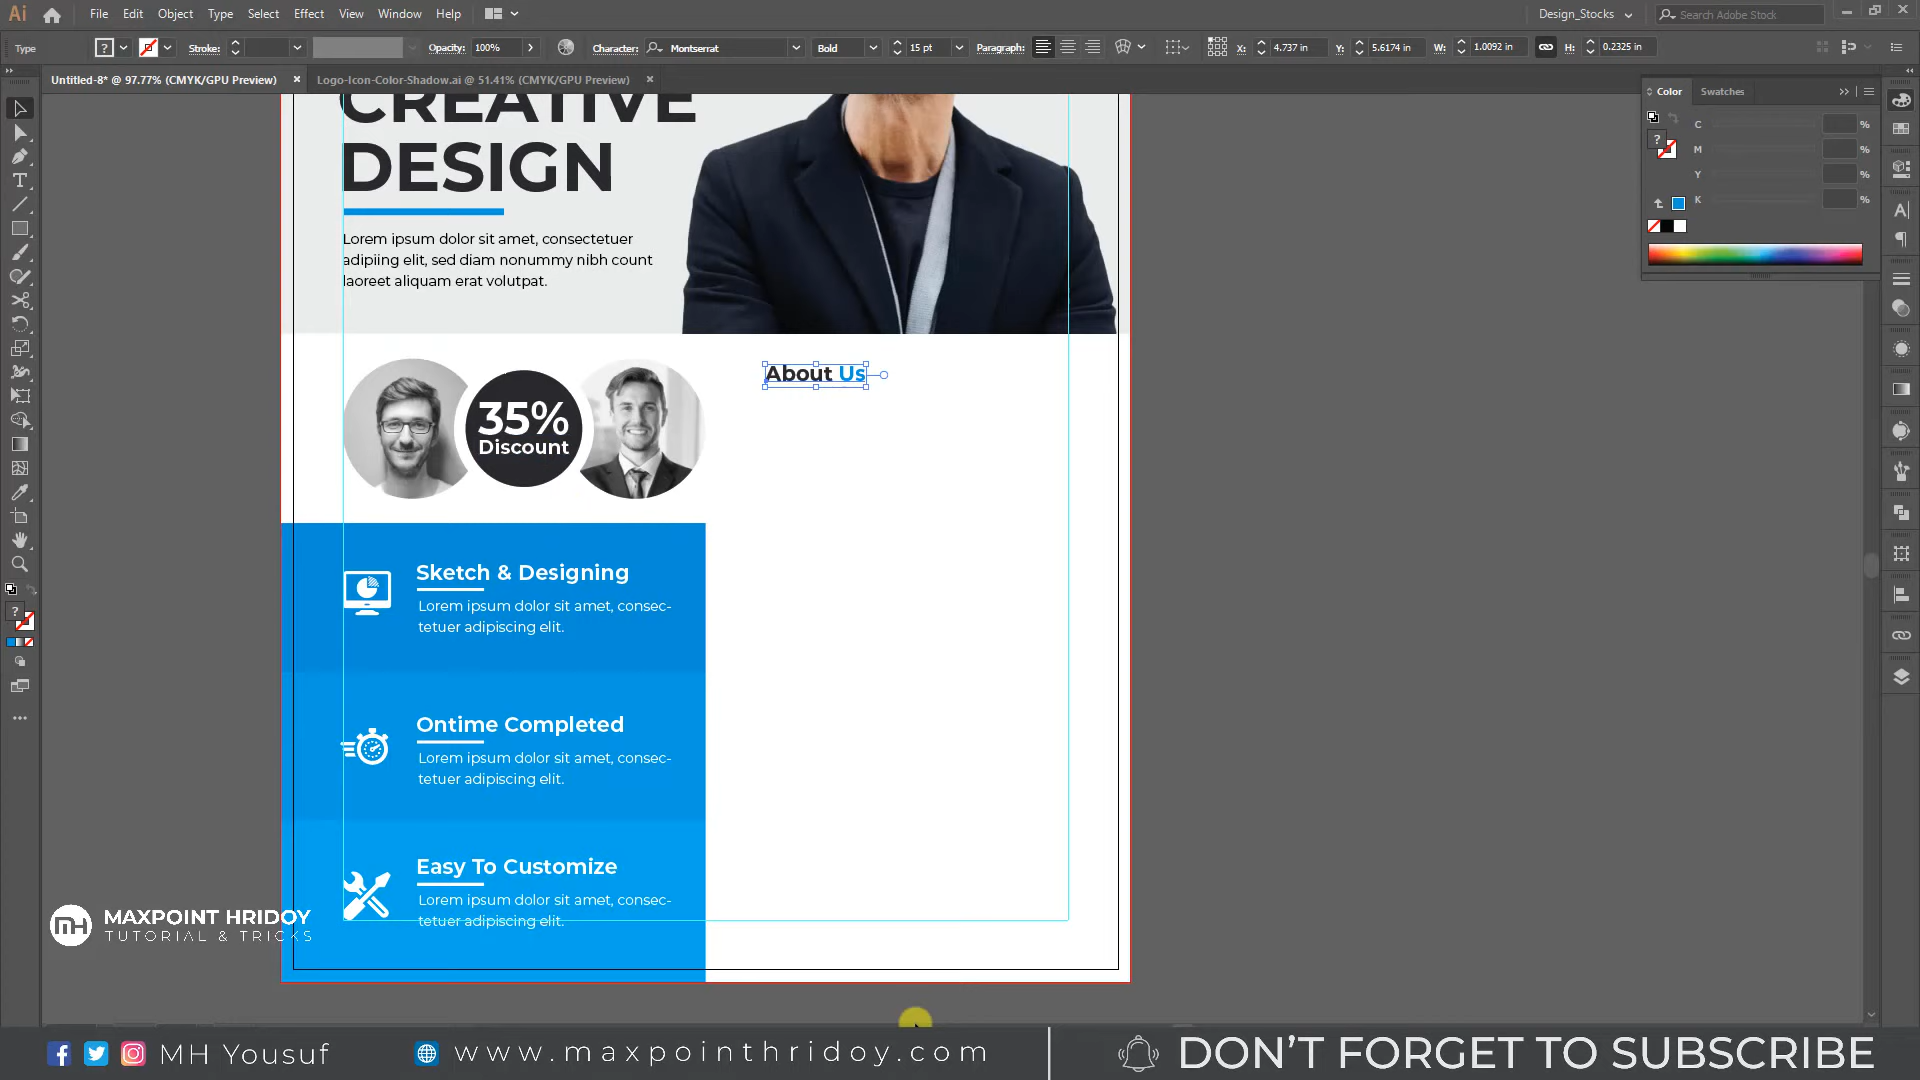 Ai File Edit Object Type Select Effect View Window Help Design_Stocks Search Adobe Stock
Type ? Stroke: Opacity: 100% Character: Montserrat Bold 15 pt Paragraph: X: 4.737 in Y: 5.6174 in W: 1.0092 in H: 0.2325 in
Untitled-8* @ 97.77% (CMYK/GPU Preview) × Logo-Icon-Color-Shadow.ai @ 51.41% (CMYK/GPU Preview) ×
Color Swatches
C %
M %
Y %
K %
CREATIVE
DESIGN
Lorem ipsum dolor sit amet, consectetuer
adipiing elit, sed diam nonummy nibh count
laoreet aliquam erat volutpat.
About Us
35%
Discount
Sketch & Designing
Lorem ipsum dolor sit amet, consec-
tetuer adipiscing elit.
Ontime Completed
Lorem ipsum dolor sit amet, consec-
tetuer adipiscing elit.
Easy To Customize
Lorem ipsum dolor sit amet, consec-
tetuer adipiscing elit.
MH MAXPOINT HRIDOY
TUTORIAL & TRICKS
MH Yousuf www.maxpointhridoy.com DON'T FORGET TO SUBSCRIBE